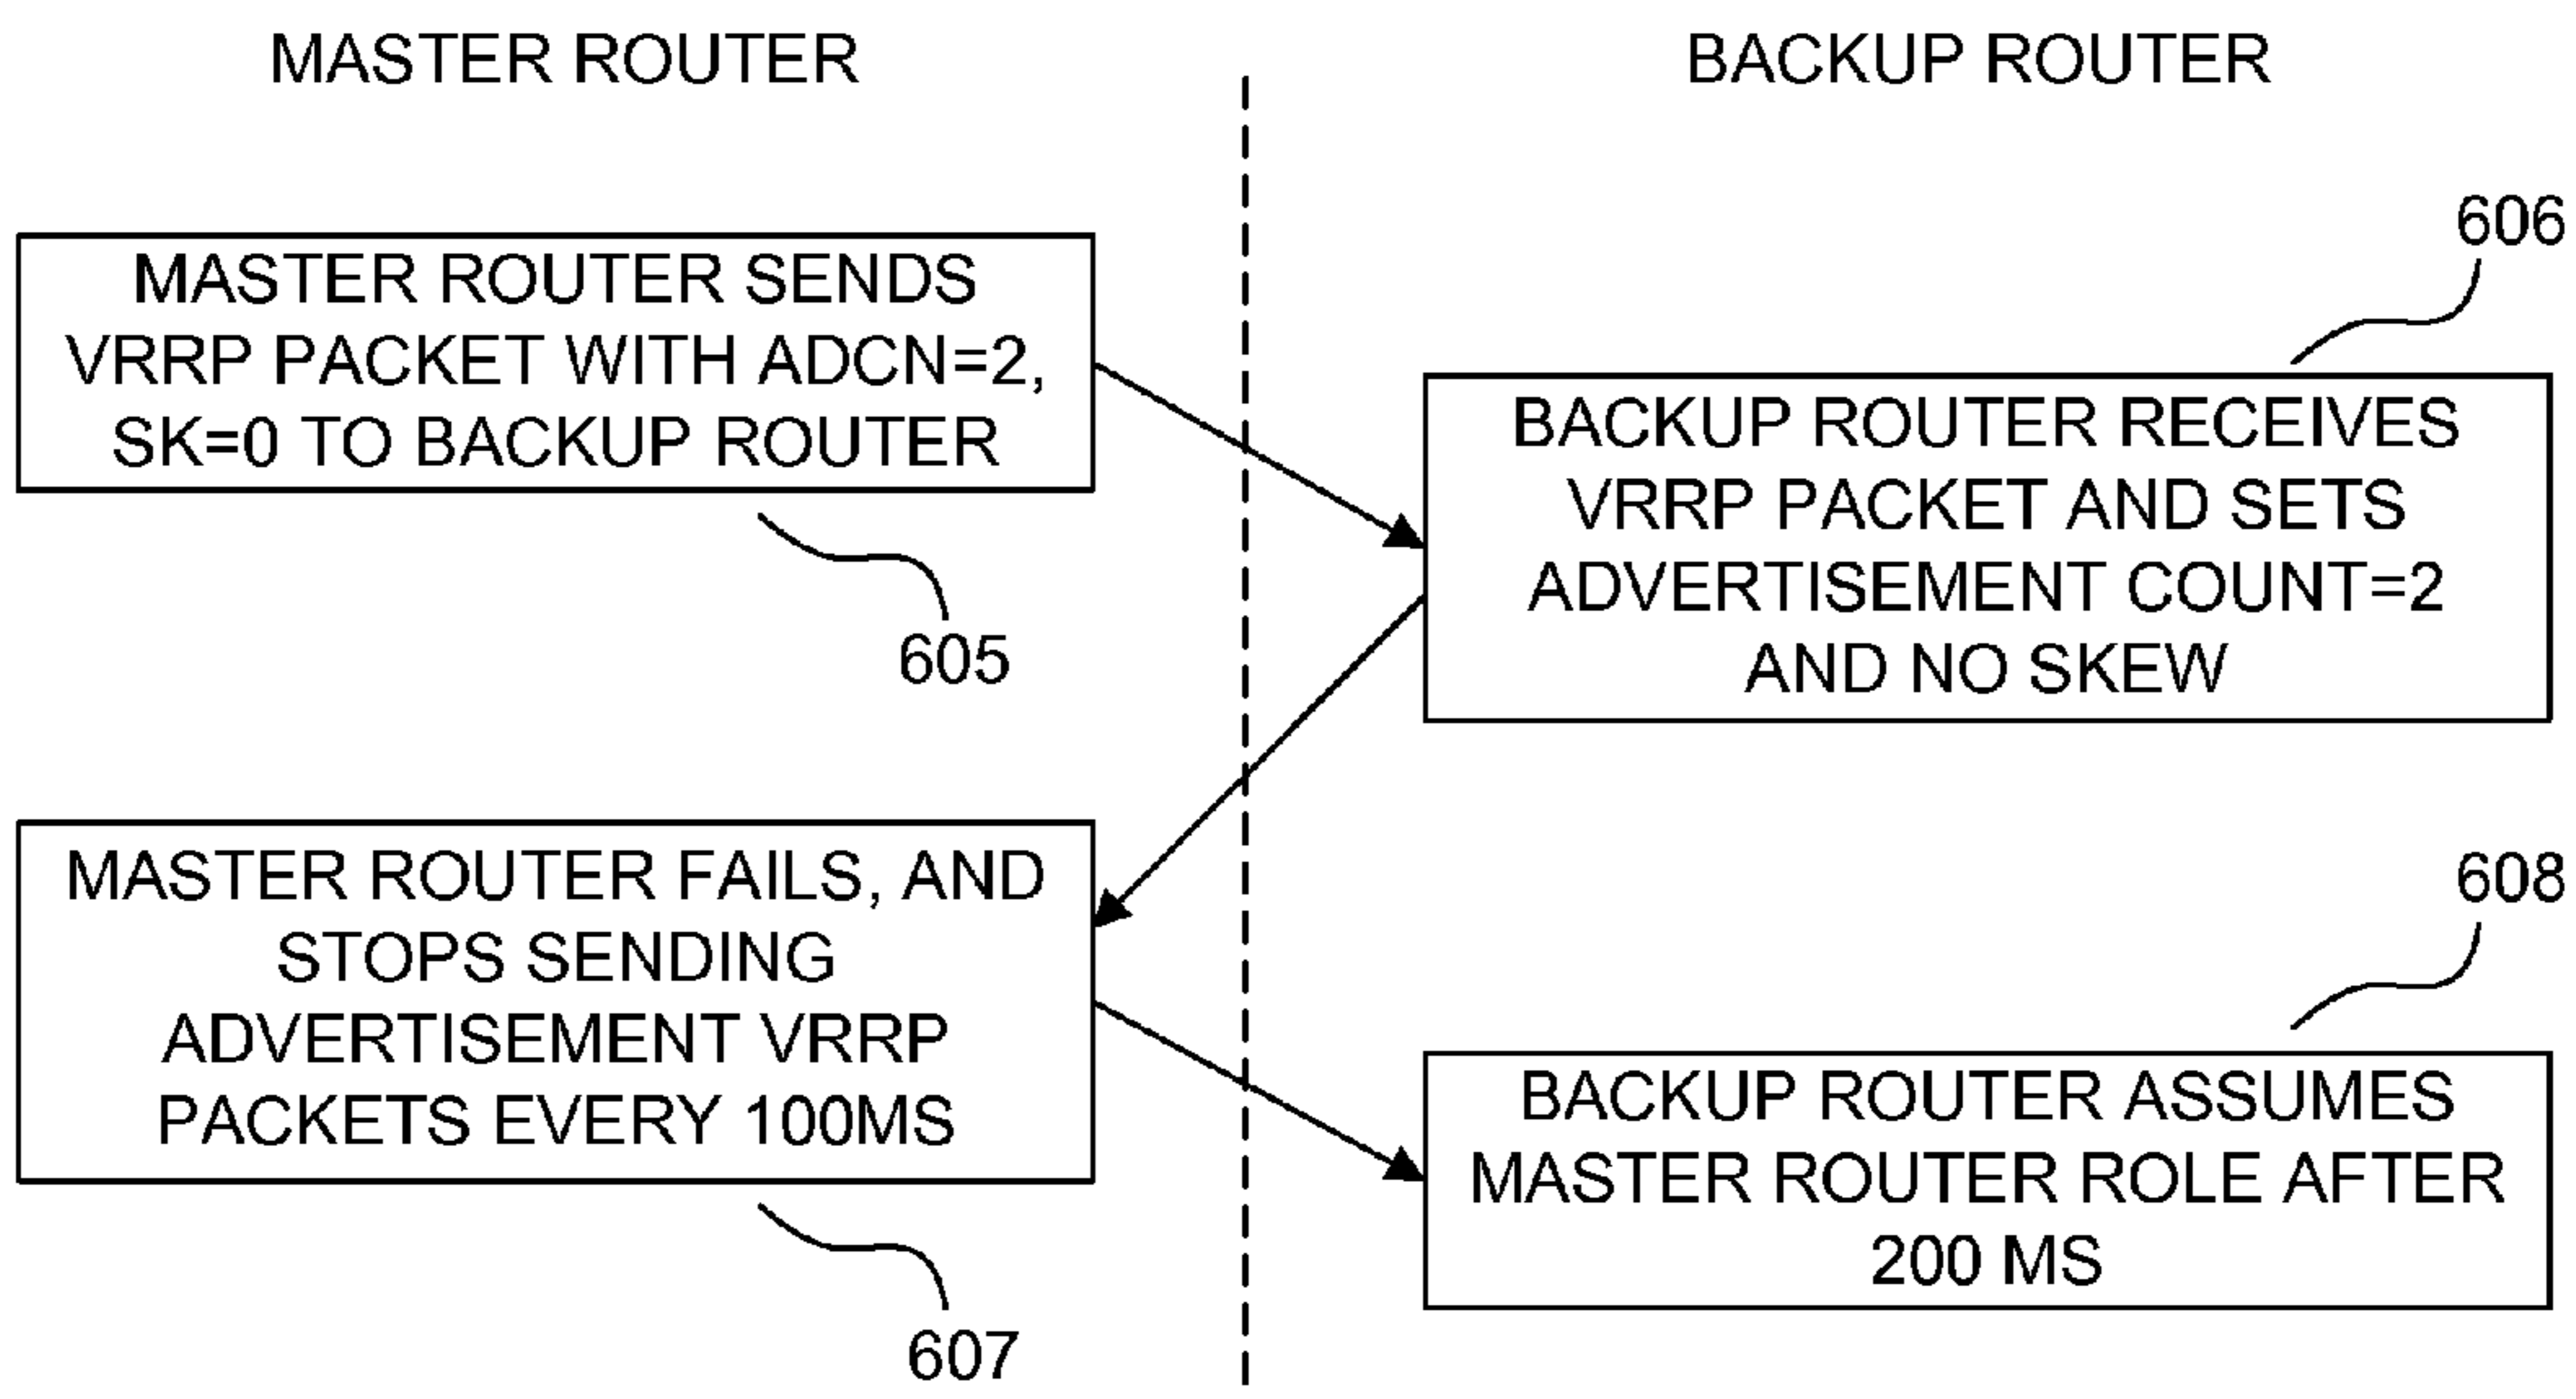 MASTER ROUTER
BACKUP ROUTER
MASTER ROUTER SENDS
VRRP PACKET WITH ADCN=2,
SK=0 TO BACKUP ROUTER
605
606
BACKUP ROUTER RECEIVES
VRRP PACKET AND SETS
ADVERTISEMENT COUNT=2
AND NO SKEW
MASTER ROUTER FAILS, AND
STOPS SENDING
ADVERTISEMENT VRRP
PACKETS EVERY 100MS
607
608
BACKUP ROUTER ASSUMES
MASTER ROUTER ROLE AFTER
200 MS